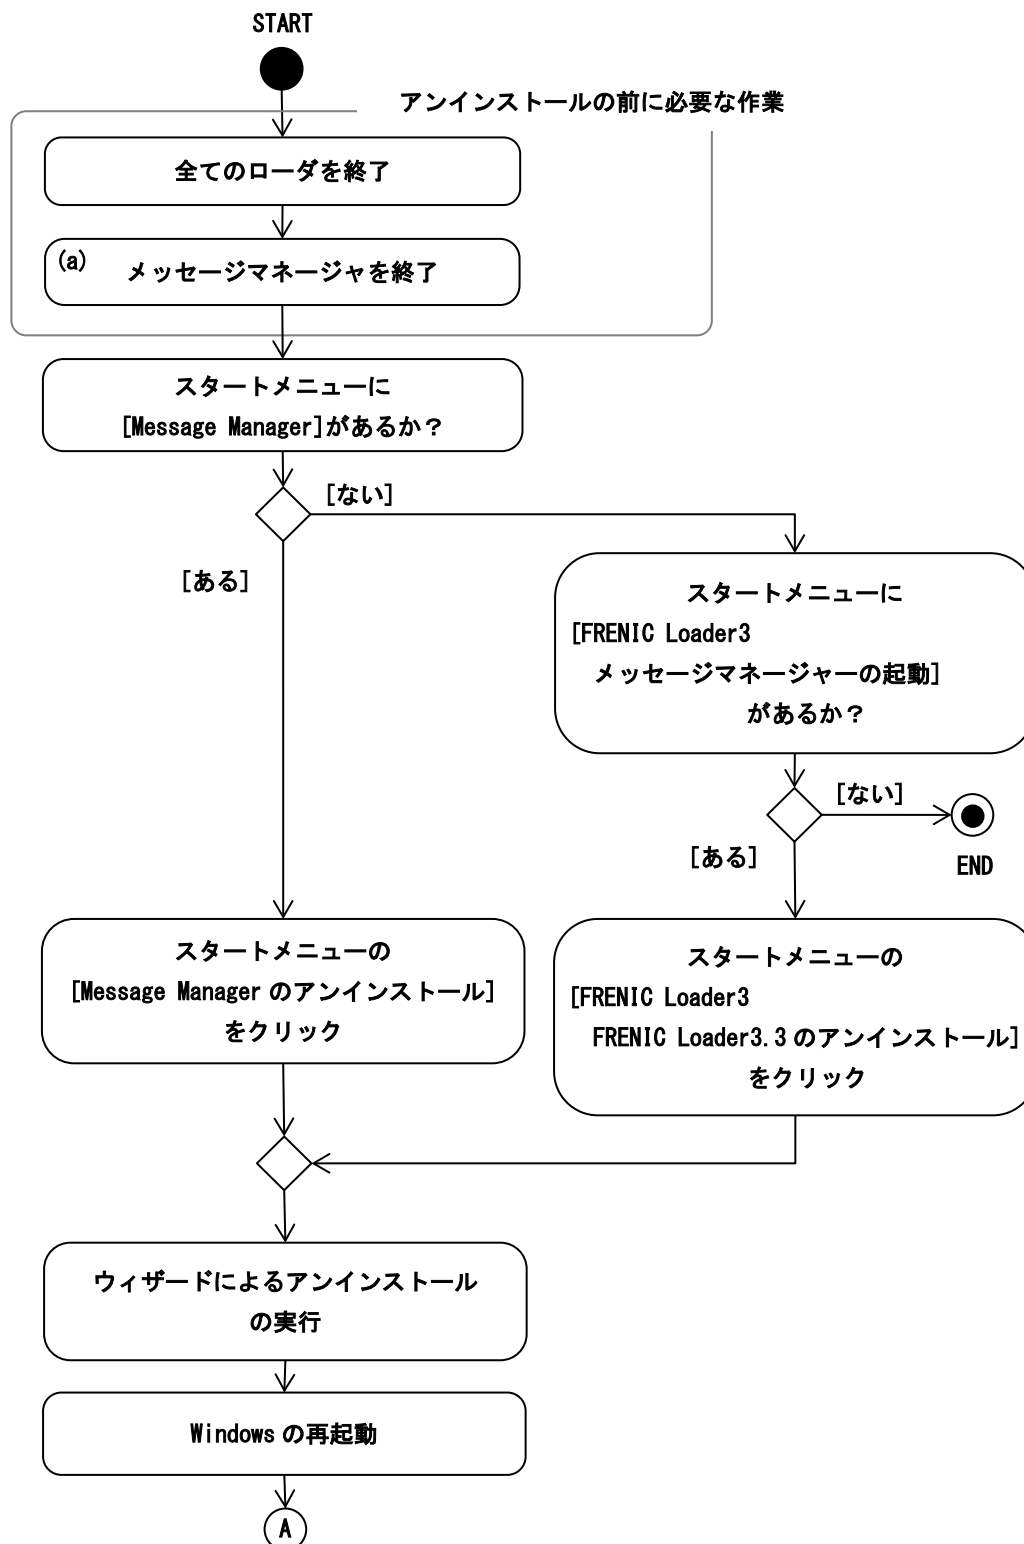 START
アンインストールの前に必要な作業
全てのローダを終了
(a)
メッセージマネージャを終了
スタートメニューに
[Message Manager]があるか？
[ない]
[ある]
スタートメニューに
[FRENIC Loader3
メッセージマネージャーの起動]
があるか？
[ない]
[ある]
END
スタートメニューの
[Message Manager のアンインストール]
をクリック
スタートメニューの
[FRENIC Loader3
FRENIC Loader3.3 のアンインストール]
をクリック
ウィザードによるアンインストール
の実行
Windows の再起動
A